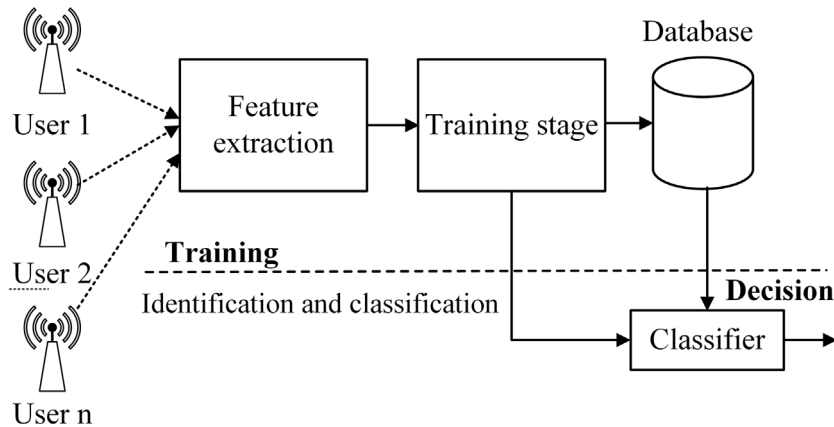 Database
User 1
Feature
extraction
Training stage
User 2
Training
Identification and classification
Decision
Classifier
User n